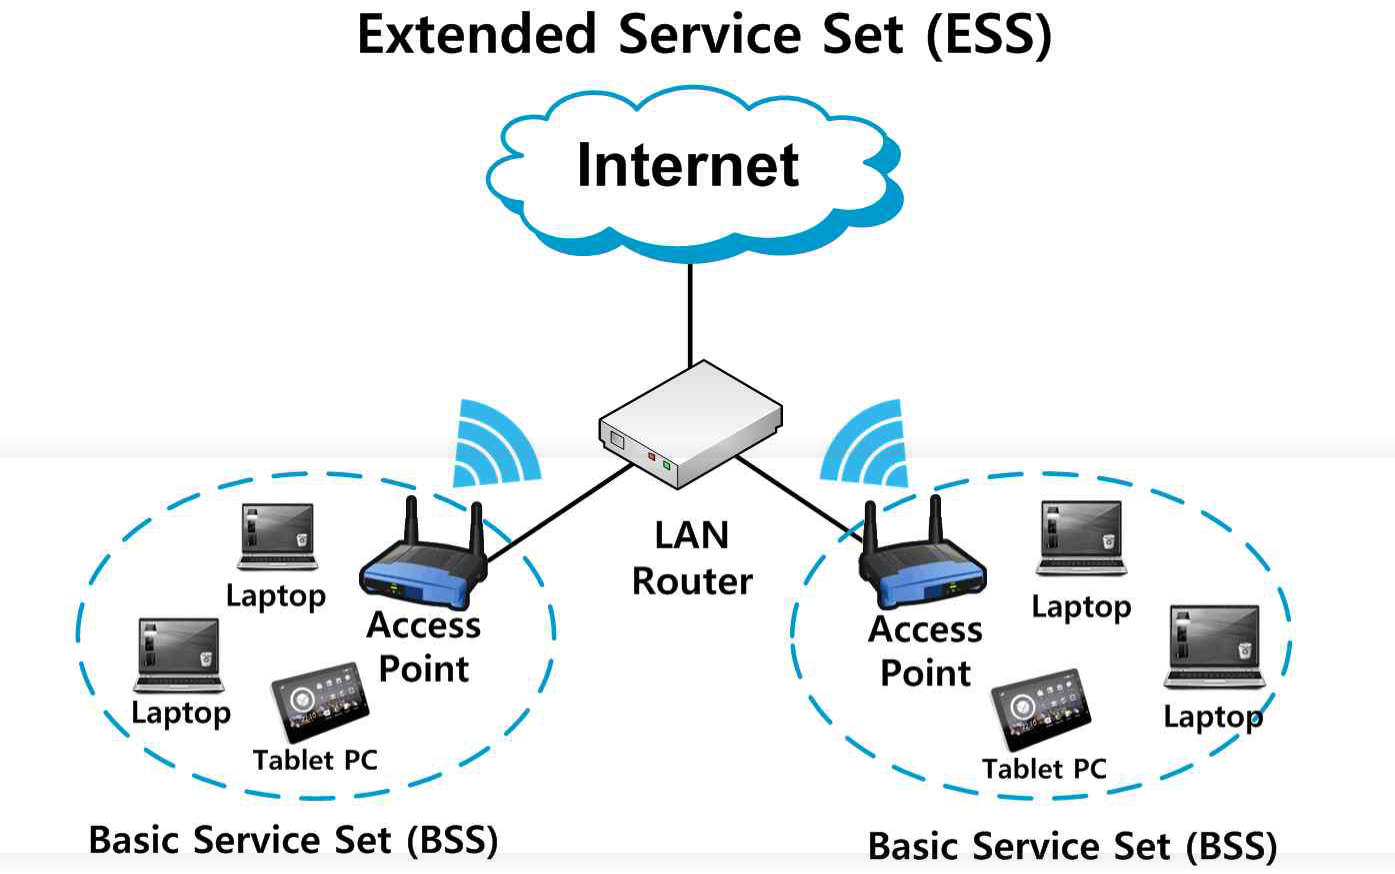 Extended Service Set (ESS)
Internet
LAN
Router
Laptop
Access
Point
Laptop
Tablet PC
Basic Service Set (BSS)
Laptop
Access
Point
Laptop
Tablet PC
Basic Service Set (BSS)